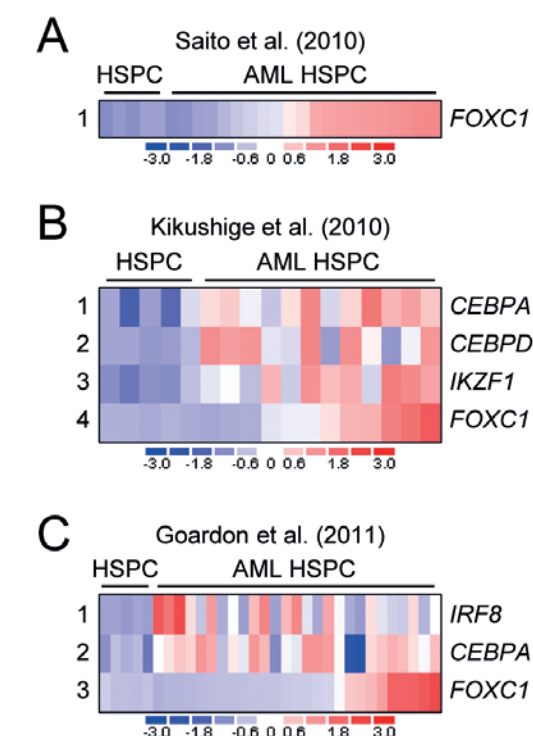 A
Saito et al. (2010)
HSPC AML HSPC
1 FOXC1
-3.0 -1.8 -0.6 0 0.6 1.8 3.0
B
Kikushige et al. (2010)
HSPC AML HSPC
1 CEBPA
2 CEBPD
3 IKZF1
4 FOXC1
-3.0 -1.8 -0.6 0 0.6 1.8 3.0
C
Goardon et al. (2011)
HSPC AML HSPC
1 IRF8
2 CEBPA
3 FOXC1
-3.0 -1.8 -0.6 0 0.6 1.8 3.0